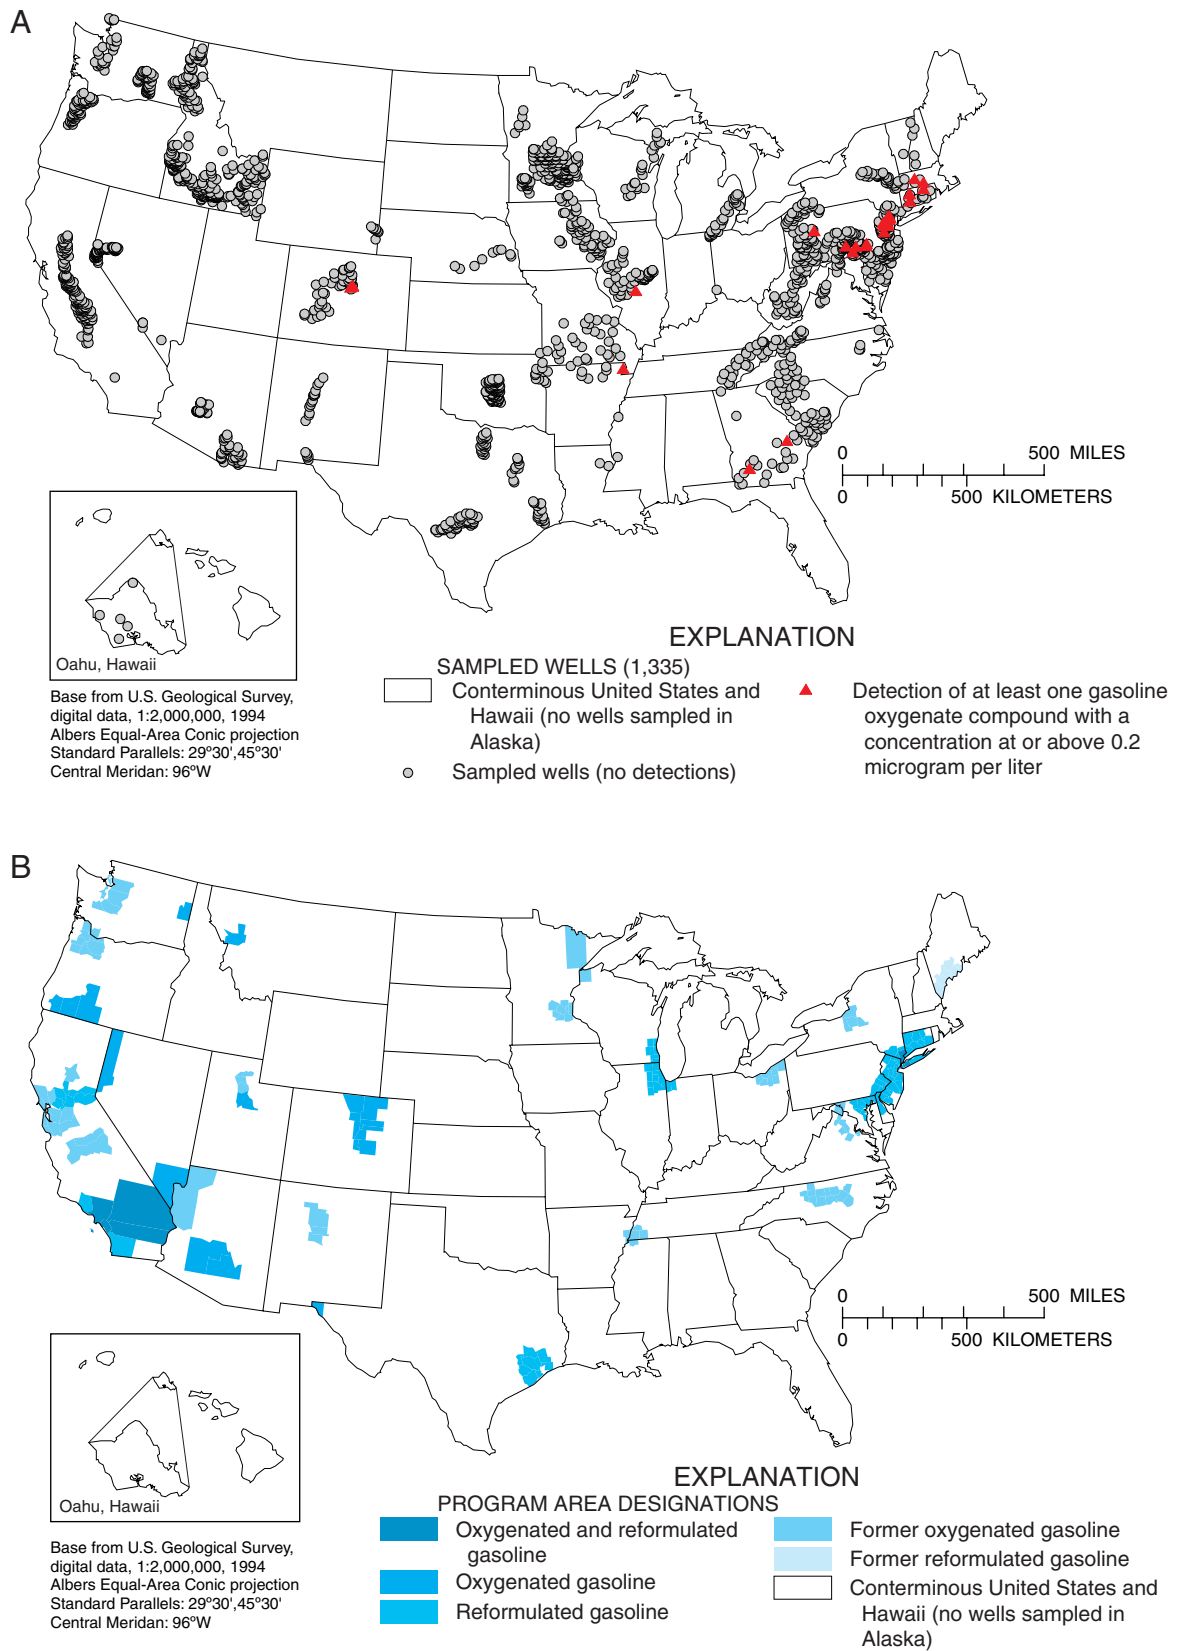 A
0 500 MILES
0 500 KILOMETERS
Oahu, Hawaii
Base from U.S. Geological Survey,
digital data, 1:2,000,000, 1994
Albers Equal-Area Conic projection
Standard Parallels: 29°30',45°30'
Central Meridan: 96°W
EXPLANATION
SAMPLED WELLS (1,335)
Conterminous United States and
Hawaii (no wells sampled in
Alaska)
Sampled wells (no detections)
Detection of at least one gasoline
oxygenate compound with a
concentration at or above 0.2
microgram per liter
B
0 500 MILES
0 500 KILOMETERS
Oahu, Hawaii
Base from U.S. Geological Survey,
digital data, 1:2,000,000, 1994
Albers Equal-Area Conic projection
Standard Parallels: 29°30',45°30'
Central Meridan: 96°W
EXPLANATION
PROGRAM AREA DESIGNATIONS
Oxygenated and reformulated
gasoline
Oxygenated gasoline
Reformulated gasoline
Former oxygenated gasoline
Former reformulated gasoline
Conterminous United States and
Hawaii (no wells sampled in
Alaska)